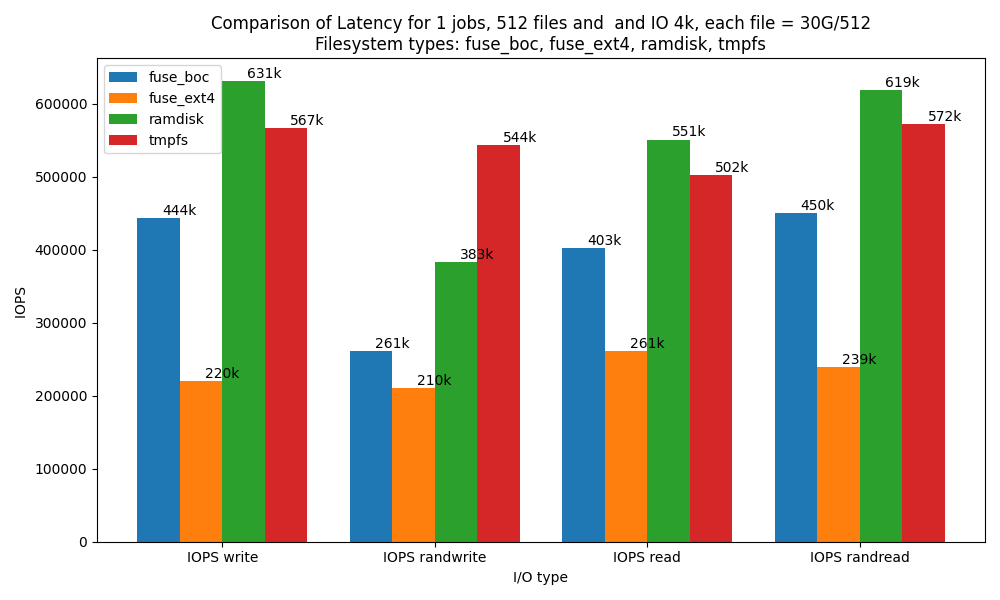 Comparison of Latency for 1 jobs, 512 files and  and IO 4k, each file = 30G/512
Filesystem types: fuse_boc, fuse_ext4, ramdisk, tmpfs
fuse_boc
fuse_ext4
ramdisk
tmpfs
IOPS
600000
500000
400000
300000
200000
100000
0
444k
220k
631k
567k
261k
210k
383k
544k
403k
261k
551k
502k
450k
239k
619k
572k
IOPS write
IOPS randwrite
IOPS read
IOPS randread
I/O type